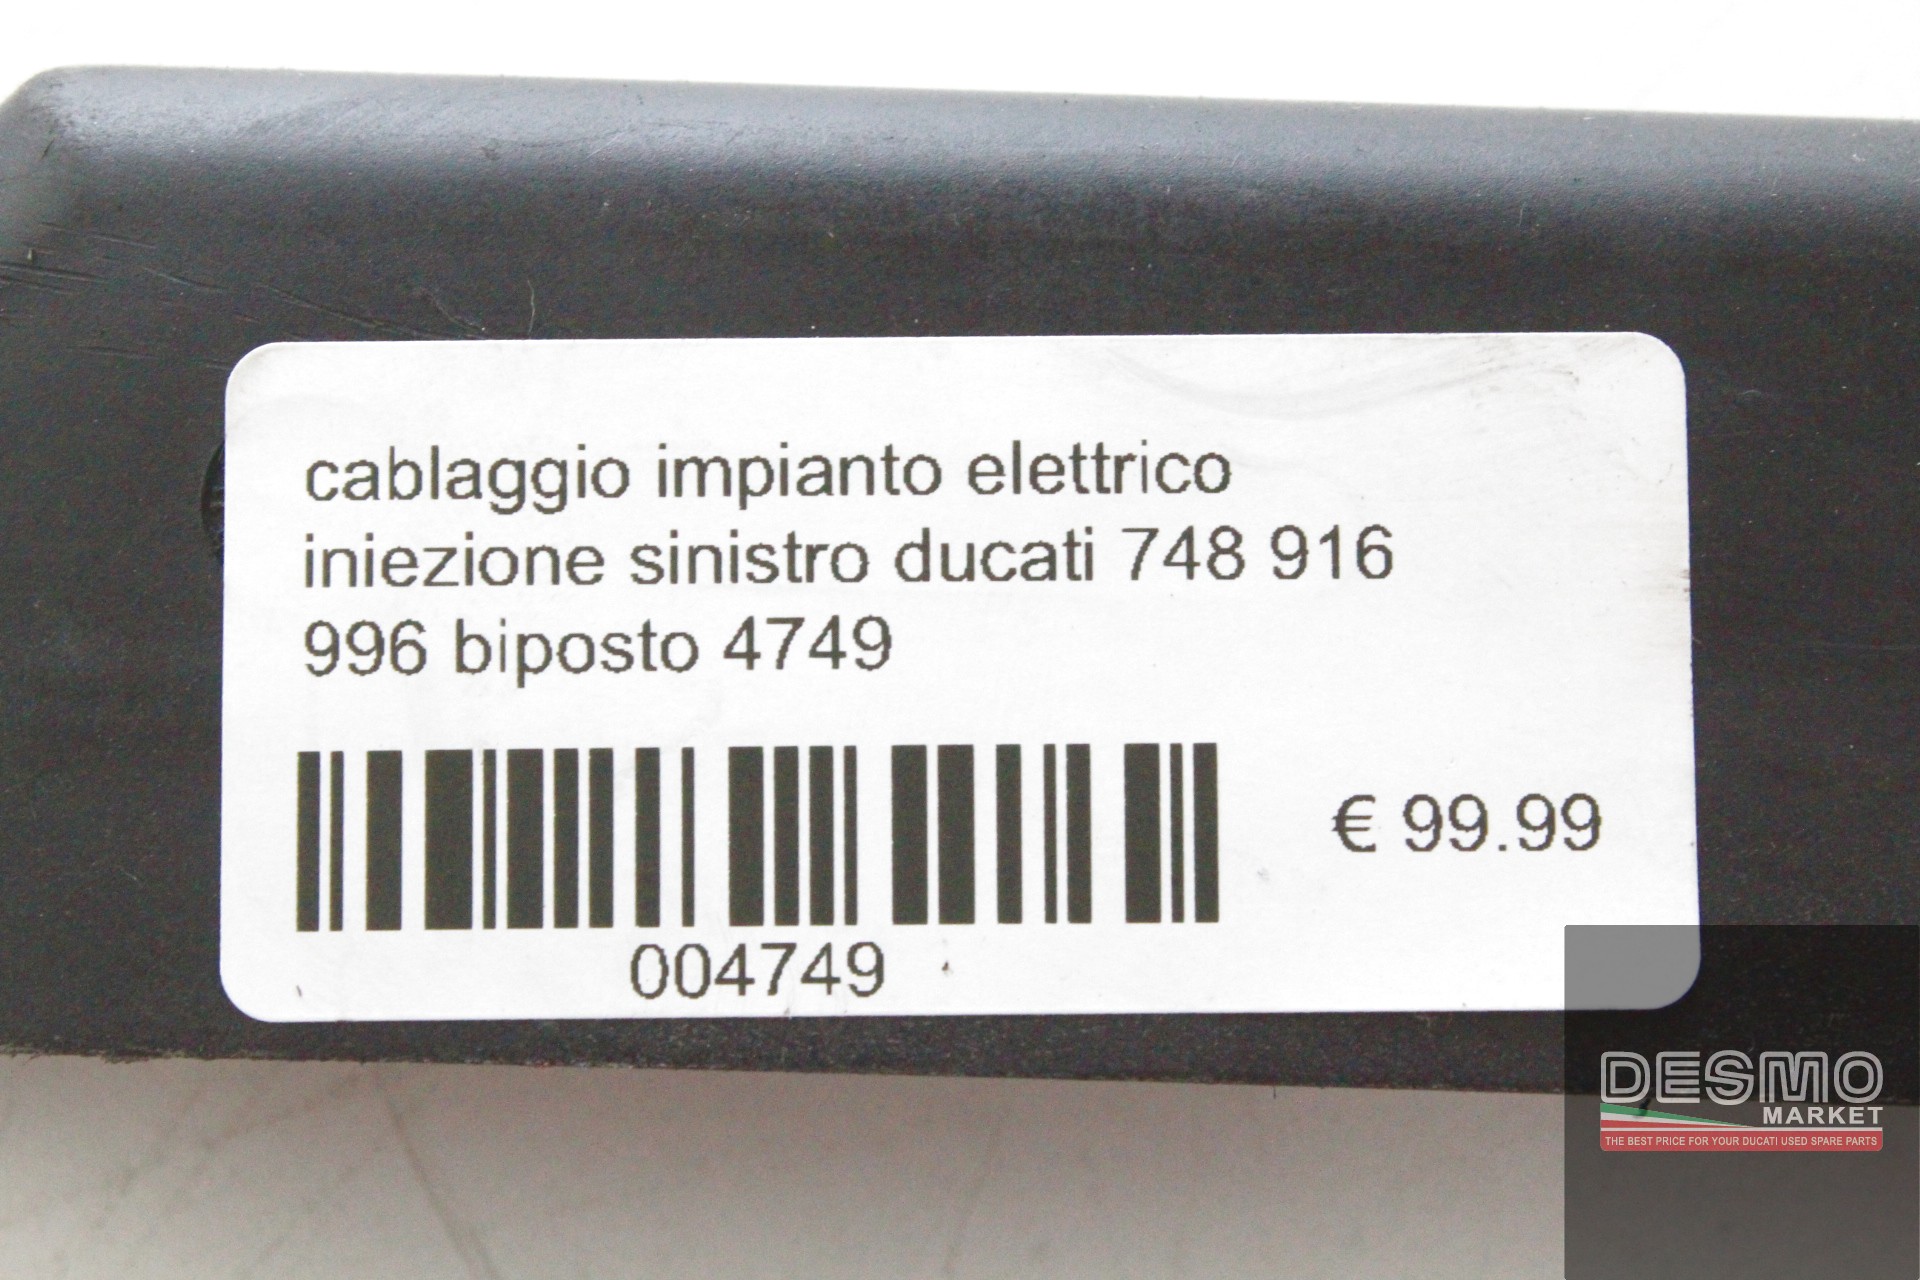 cablaggio impianto elettrico
iniezione sinistro ducati 748 916
996 biposto 4749
€ 99.99
004749
DESMO
MARKET
THE BEST PRICE FOR YOUR DUCATI USED SPARE PARTS